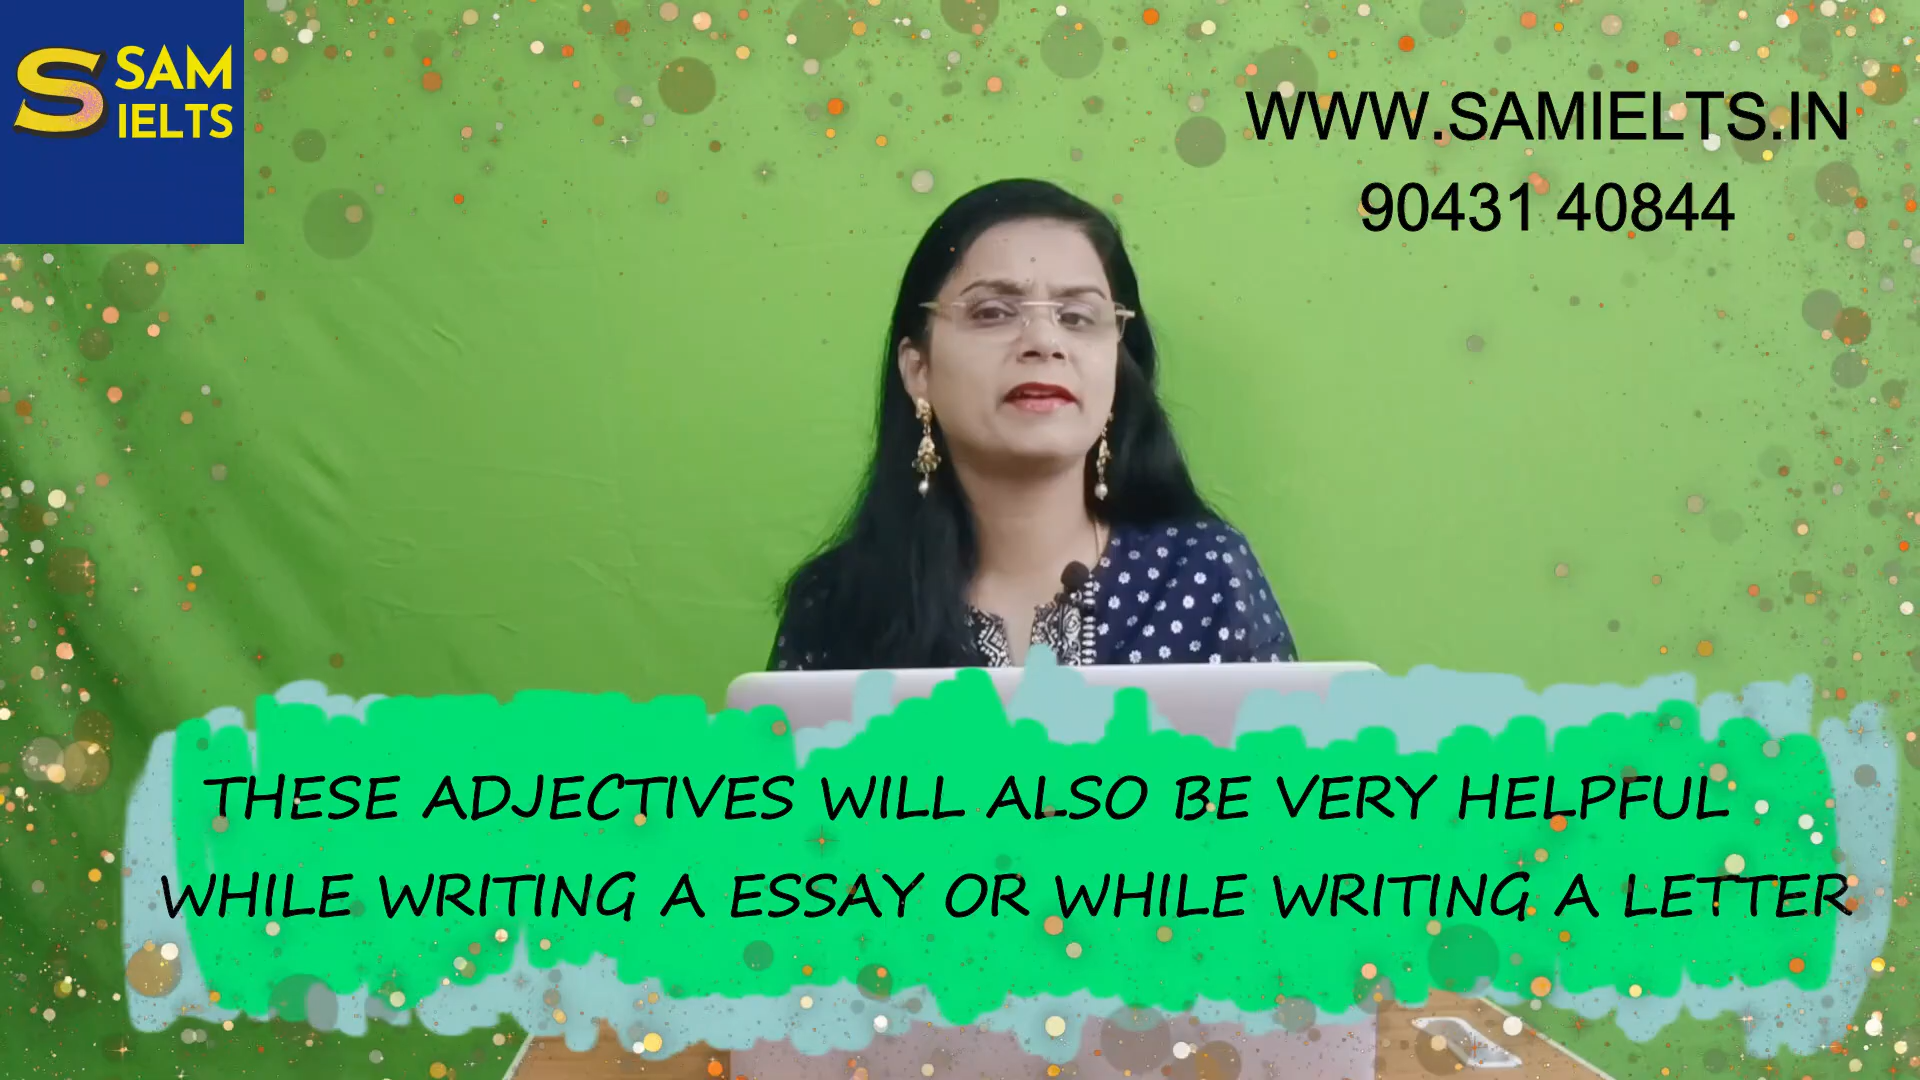 S SAM
IELTS
WWW.SAMIELTS.IN
90431 40844
THESE ADJECTIVES WILL ALSO BE VERY HELPFUL
WHILE WRITING A ESSAY OR WHILE WRITING A LETTER